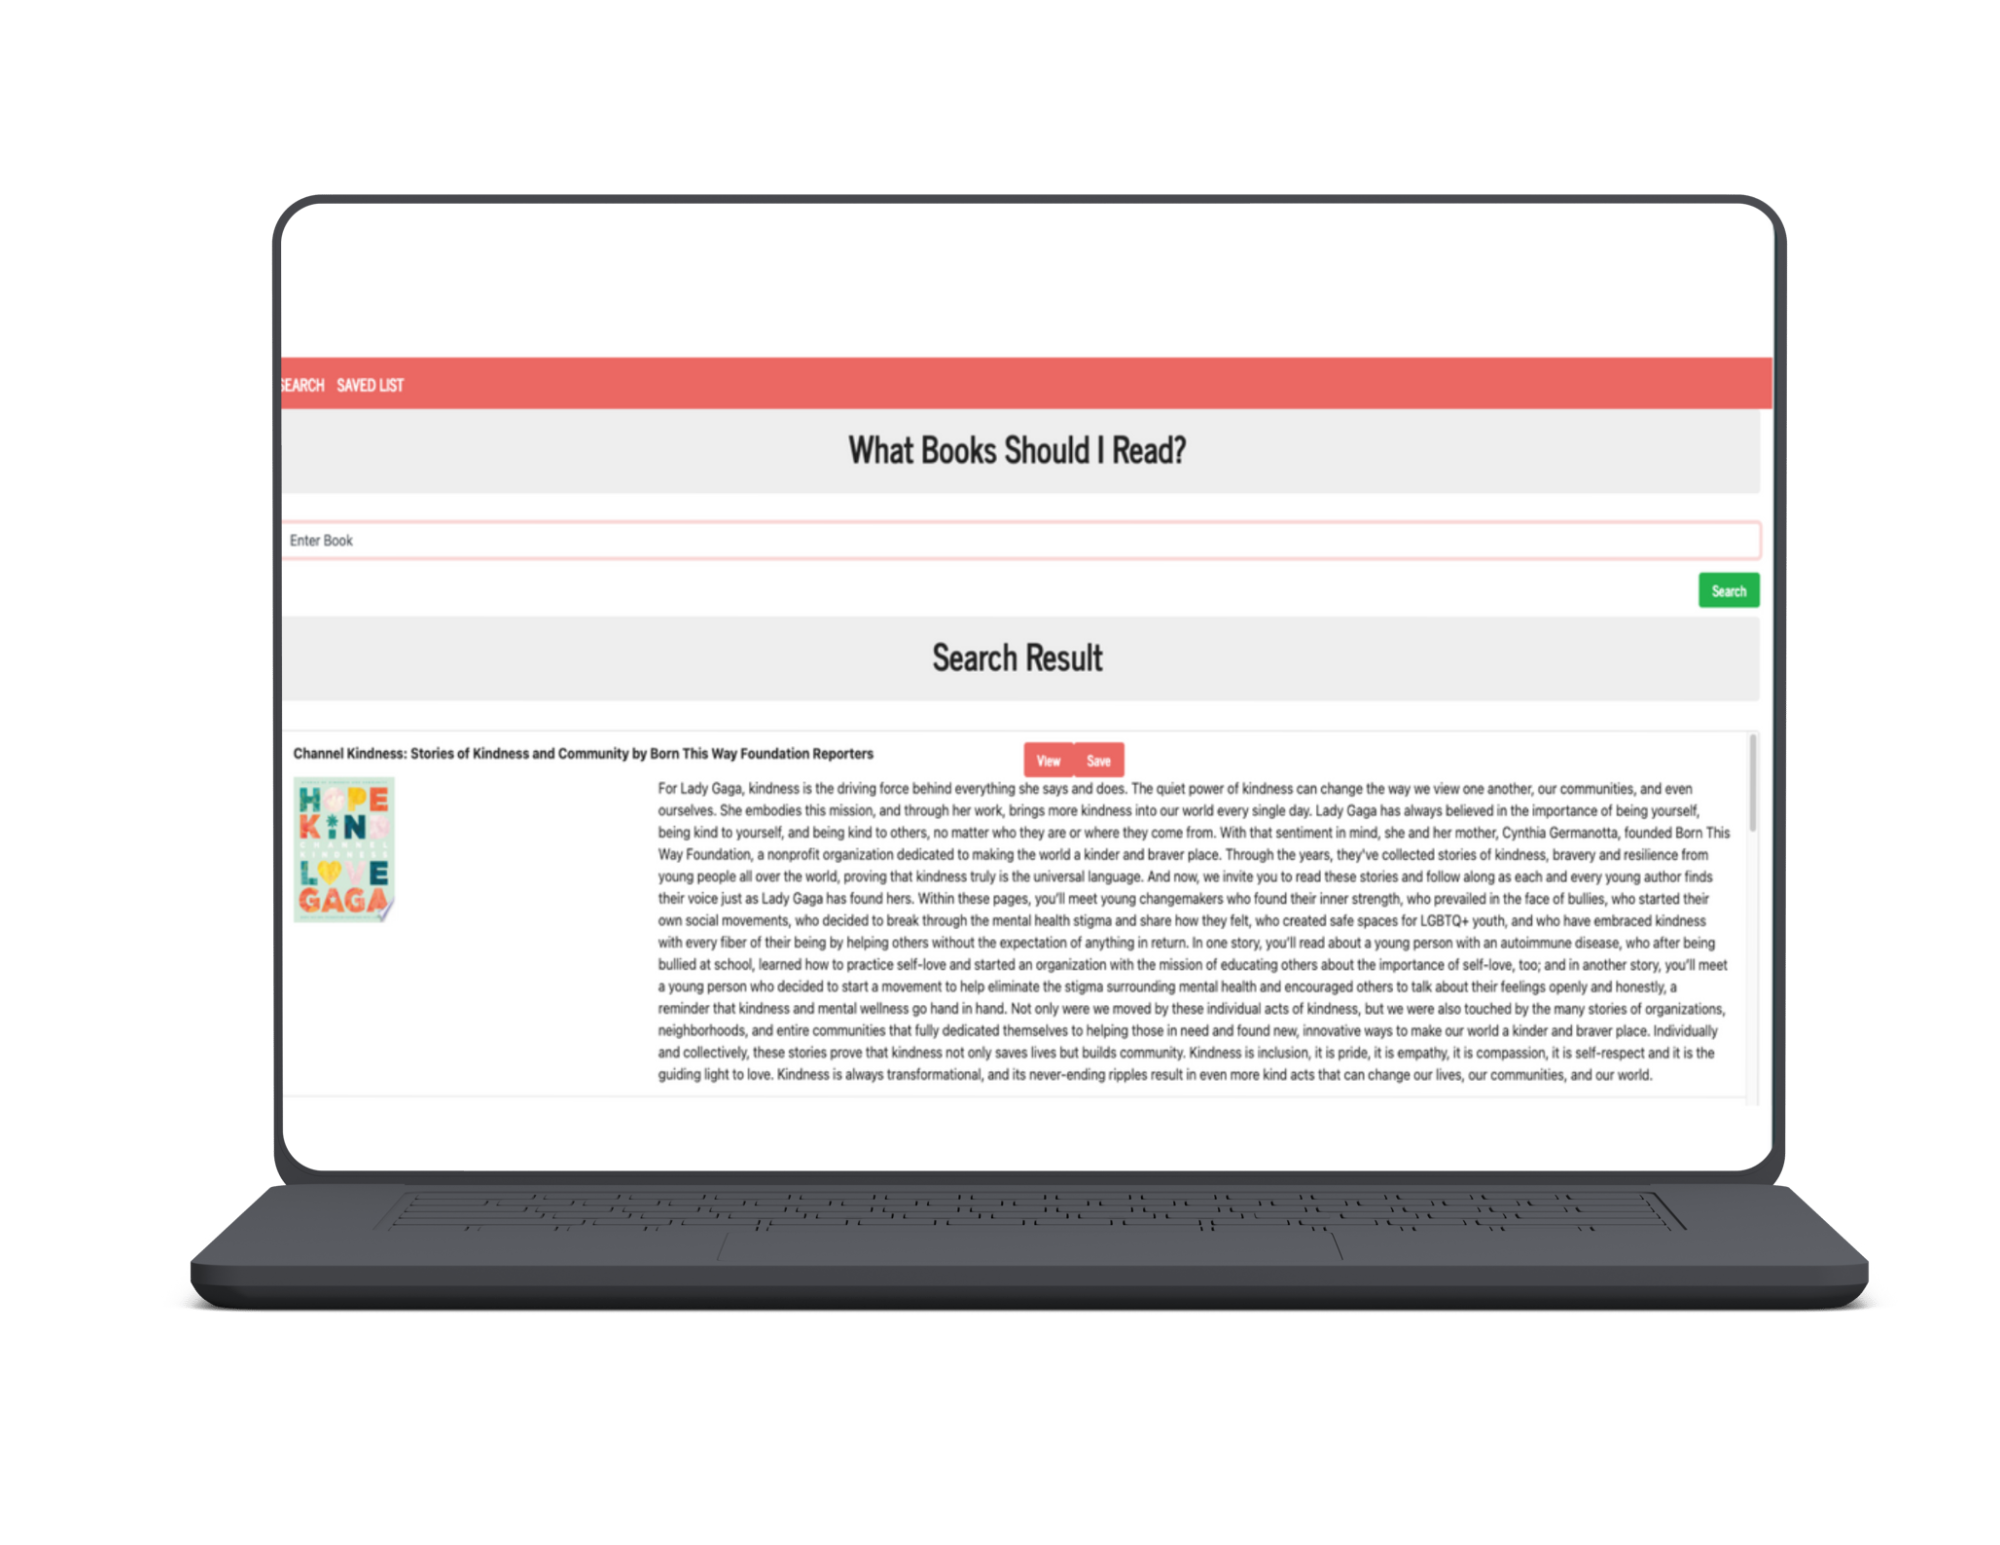 SEARCH SAVED LIST
What Books Should I Read?
Enter Book
Search
Search Result
Channel Kindness: Stories of Kindness and Community by Born This Way Foundation Reporters
View Save
HOPE
KIND
CHANNEL
KINDNESS
LOVE
GAGA
For Lady Gaga, kindness is the driving force behind everything she says and does. The quiet power of kindness can change the way we view one another, our communities, and even
ourselves. She embodies this mission, and through her work, brings more kindness into our world every single day. Lady Gaga has always believed in the importance of being yourself,
being kind to yourself, and being kind to others, no matter who they are or where they come from. With that sentiment in mind, she and her mother, Cynthia Germanotta, founded Born This
Way Foundation, a nonprofit organization dedicated to making the world a kinder and braver place. Through the years, they've collected stories of kindness, bravery and resilience from
young people all over the world, proving that kindness truly is the universal language. And now, we invite you to read these stories and follow along as each and every young author finds
their voice just as Lady Gaga has found hers. Within these pages, you'll meet young changemakers who found their inner strength, who prevailed in the face of bullies, who started their
own social movements, who decided to break through the mental health stigma and share how they felt, who created safe spaces for LGBTQ+ youth, and who have embraced kindness
with every fiber of their being by helping others without the expectation of anything in return. In one story, you'll read about a young person with an autoimmune disease, who after being
bullied at school, learned how to practice self-love and started an organization with the mission of educating others about the importance of self-love, too; and in another story, you'll meet
a young person who decided to start a movement to help eliminate the stigma surrounding mental health and encouraged others to talk about their feelings openly and honestly, a
reminder that kindness and mental wellness go hand in hand. Not only were we moved by these individual acts of kindness, but we were also touched by the many stories of organizations,
neighborhoods, and entire communities that fully dedicated themselves to helping those in need and found new, innovative ways to make our world a kinder and braver place. Individually
and collectively, these stories prove that kindness not only saves lives but builds community. Kindness is inclusion, it is pride, it is empathy, it is compassion, it is self-respect and it is the
guiding light to love. Kindness is always transformational, and its never-ending ripples result in even more kind acts that can change our lives, our communities, and our world.